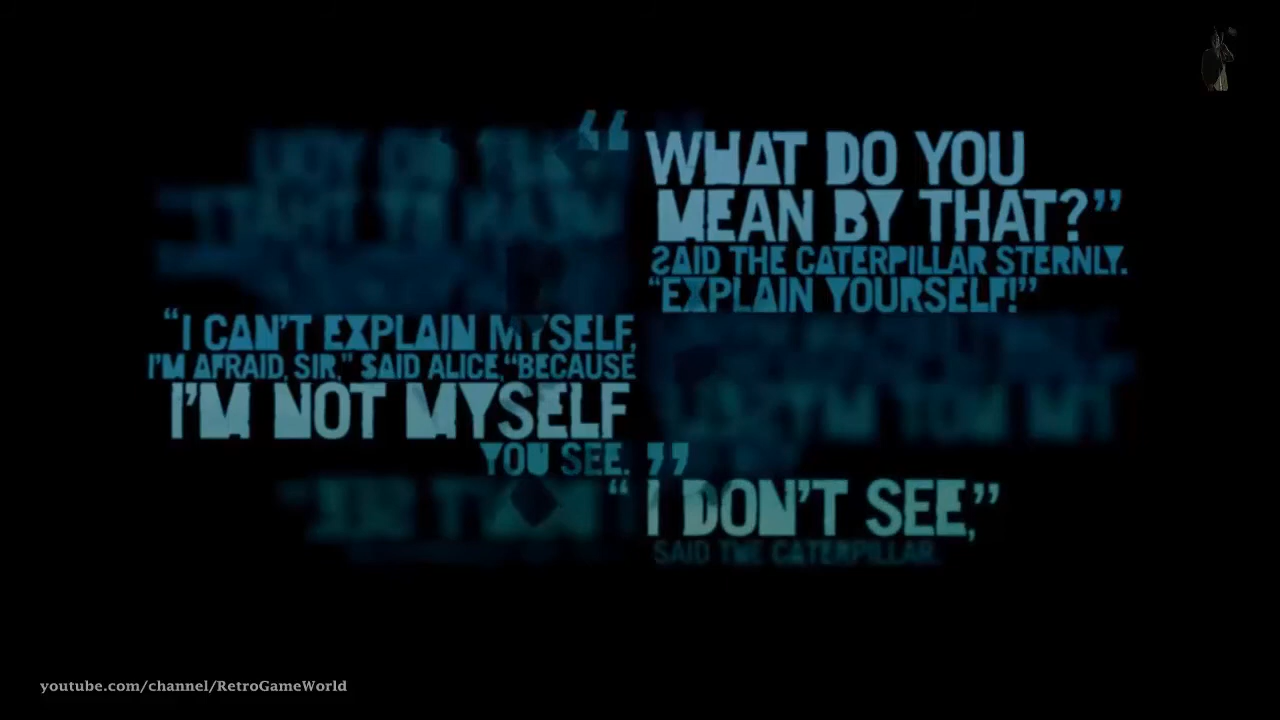 “WHAT DO YOU
MEAN BY THAT?”
SAID THE CATERPILLAR STERNLY.
“EXPLAIN YOURSELF!”
“I CAN’T EXPLAIN MYSELF,
I’M AFRAID, SIR,” SAID ALICE, “BECAUSE
I’M NOT MYSELF
YOU SEE.”
“I DON’T SEE,”
SAID THE CATERPILLAR.
youtube.com/channel/RetroGameWorld